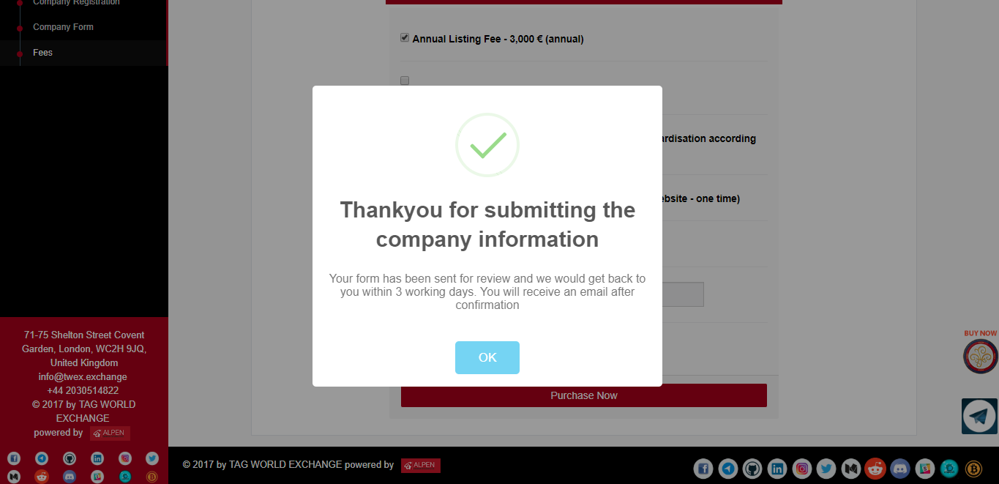 Company Registration
Company Form
Fees
71-75 Shelton Street Covent
Garden, London, WC2H 9JQ,
United Kingdom
info@twex.exchange
+44 2030514822
© 2017 by TAG WORLD
EXCHANGE
powered by ALPEN
Annual Listing Fee - 3,000 € (annual)
ardisation according
ebsite - one time)
Thankyou for submitting the
company information
Your form has been sent for review and we would get back to
you within 3 working days. You will receive an email after
confirmation
OK
Purchase Now
BUY NOW
© 2017 by TAG WORLD EXCHANGE powered by ALPEN